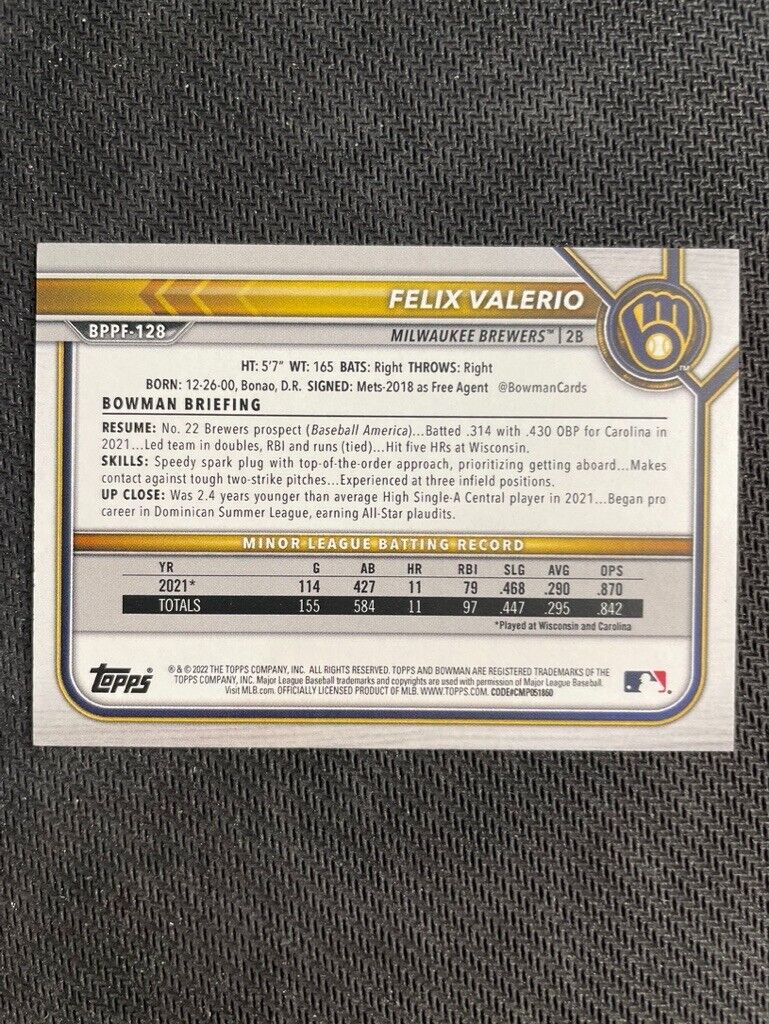 FELIX VALERIO
BPPF-128
MILWAUKEE BREWERS™ | 2B
HT: 5'7" WT: 165 BATS: Right THROWS: Right
BORN: 12-26-00, Bonao, D.R. SIGNED: Mets-2018 as Free Agent @BowmanCards
BOWMAN BRIEFING
RESUME: No. 22 Brewers prospect (Baseball America)...Batted .314 with .430 OBP for Carolina in
2021...Led team in doubles, RBI and runs (tied)...Hit five HRs at Wisconsin.
SKILLS: Speedy spark plug with top-of-the-order approach, prioritizing getting aboard...Makes
contact against tough two-strike pitches...Experienced at three infield positions.
UP CLOSE: Was 2.4 years younger than average High Single-A Central player in 2021...Began pro
career in Dominican Summer League, earning All-Star plaudits.
MINOR LEAGUE BATTING RECORD
YR G AB HR RBI SLG AVG OPS
2021* 114 427 11 79 .468 .290 .870
TOTALS 155 584 11 97 .447 .295 .842
*Played at Wisconsin and Carolina
Topps®
® & © 2022 THE TOPPS COMPANY, INC. ALL RIGHTS RESERVED. TOPPS AND BOWMAN ARE REGISTERED TRADEMARKS OF THE
TOPPS COMPANY, INC. Major League Baseball trademarks and copyrights are used with permission of Major League Baseball.
Visit MLB.com. OFFICIALLY LICENSED PRODUCT OF MLB. WWW.TOPPS.COM. CODE#CMP051860